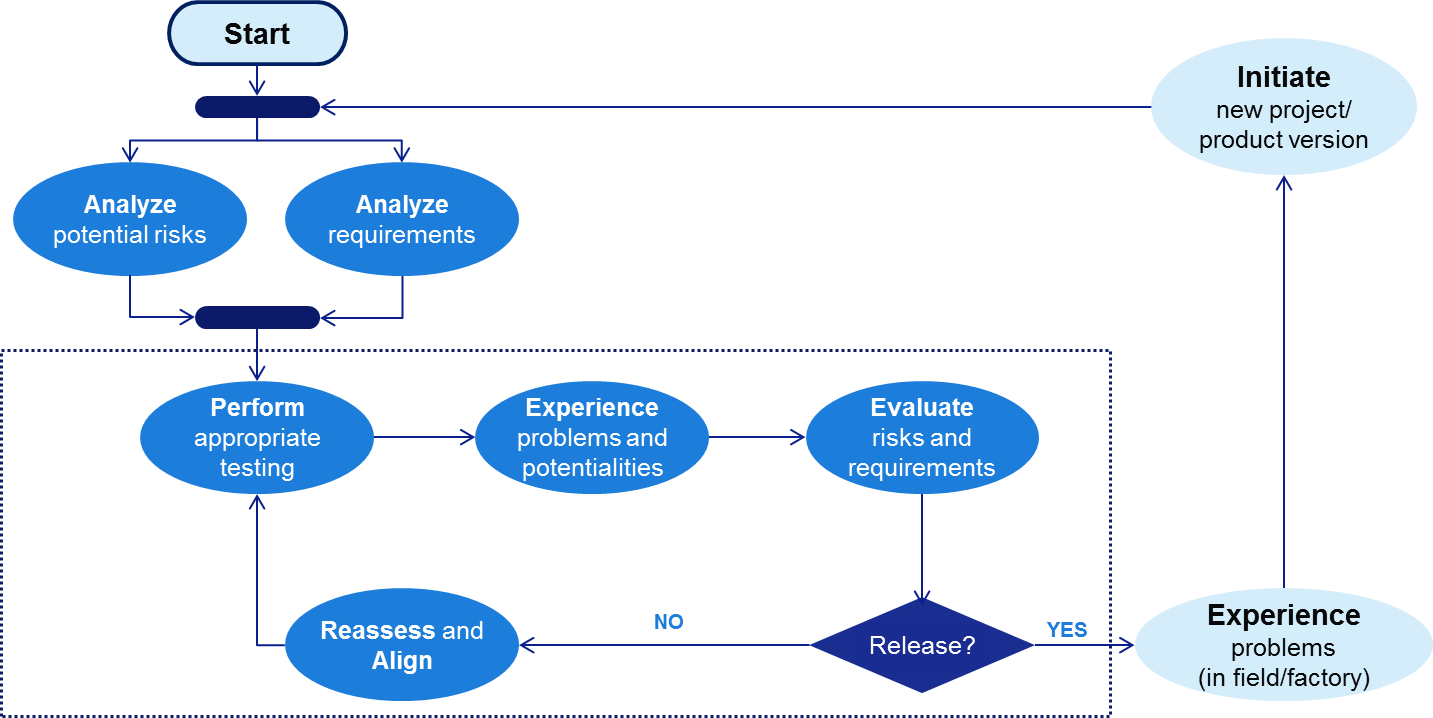 Start
Initiate
new project/
product version
Analyze
potential risks
Analyze
requirements
Perform
appropriate
testing
Experience
problems and
potentialities
Evaluate
risks and
requirements
Reassess and
Align
NO
Release?
YES
Experience
problems
(in field/factory)